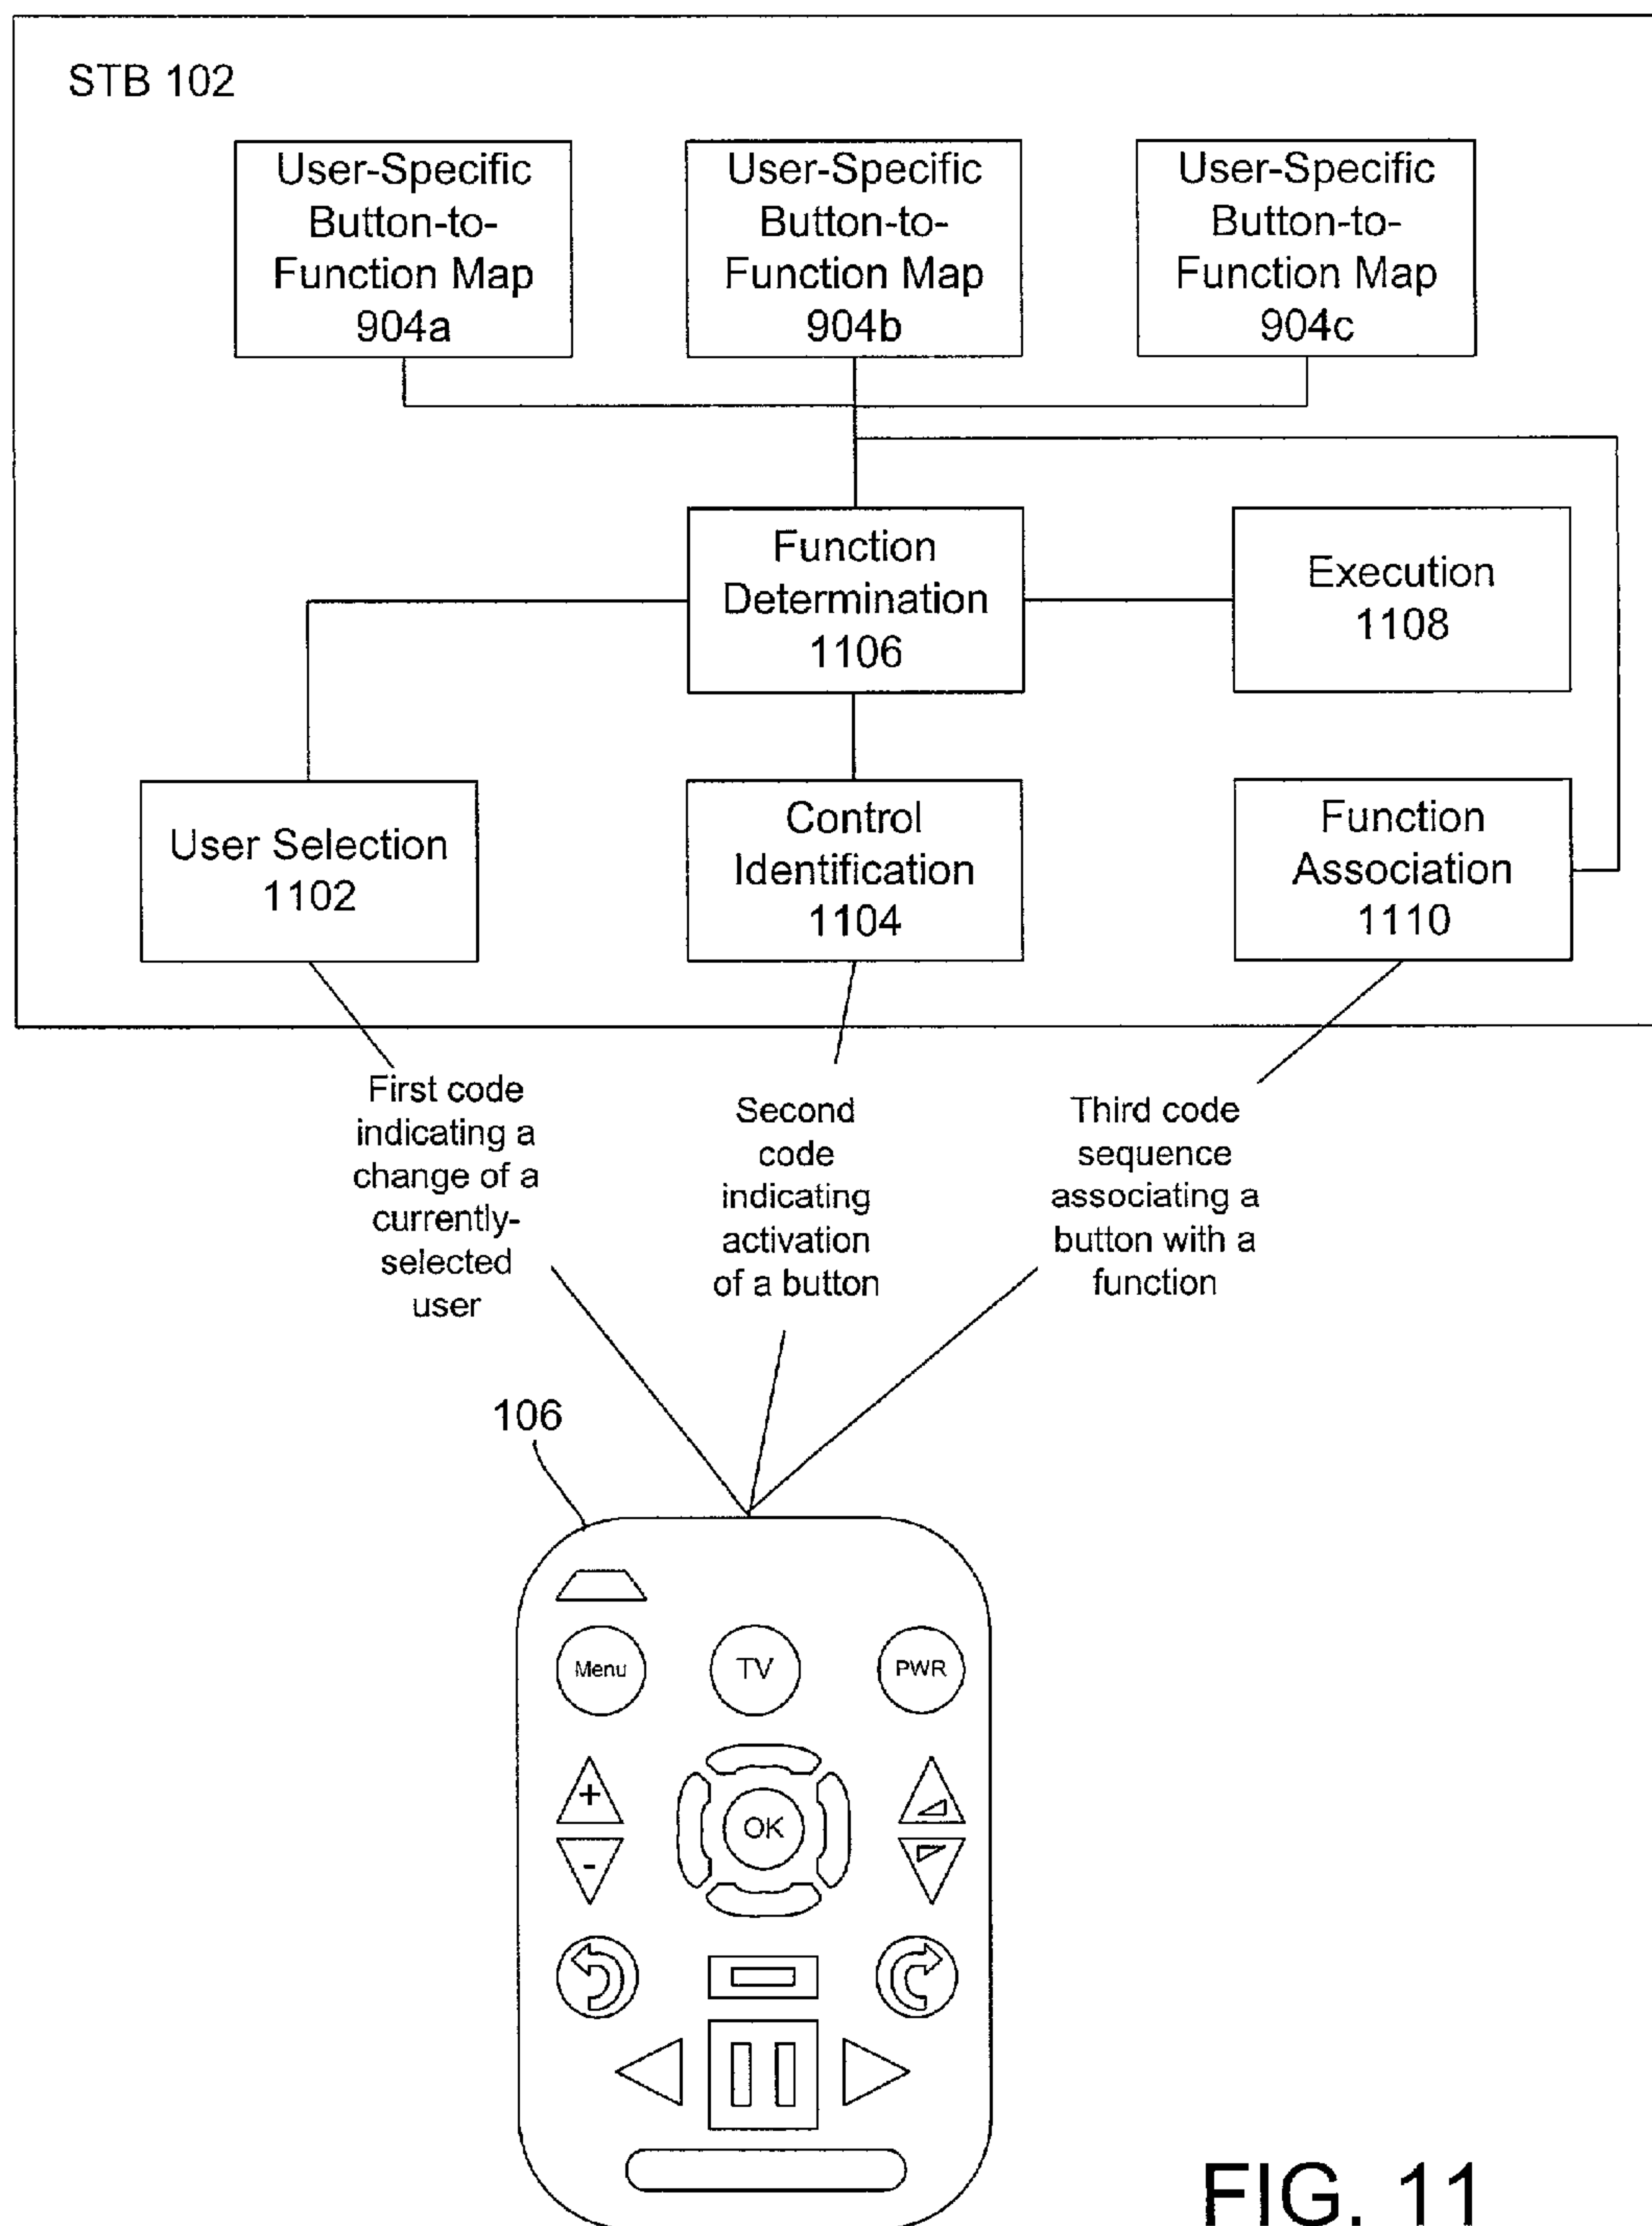 STB 102
User-Specific
Button-to-
Function Map
904a
User-Specific
Button-to-
Function Map
904b
User-Specific
Button-to-
Function Map
904c
Function
Determination
1106
Execution
1108
User Selection
1102
Control
Identification
1104
Function
Association
1110
First code
indicating a
change of a
currently-
selected
user
Second
code
indicating
activation
of a button
Third code
sequence
associating a
button with a
function
106
Menu
TV
PWR
+
-
OK
FIG. 11